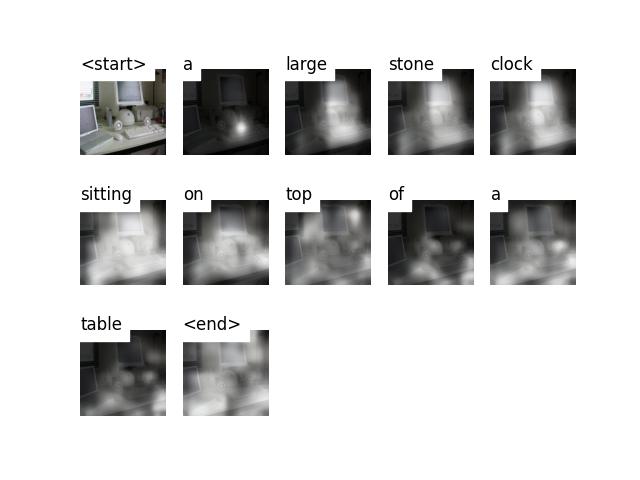 <start> a large stone clock
sitting on top of a
table <end>